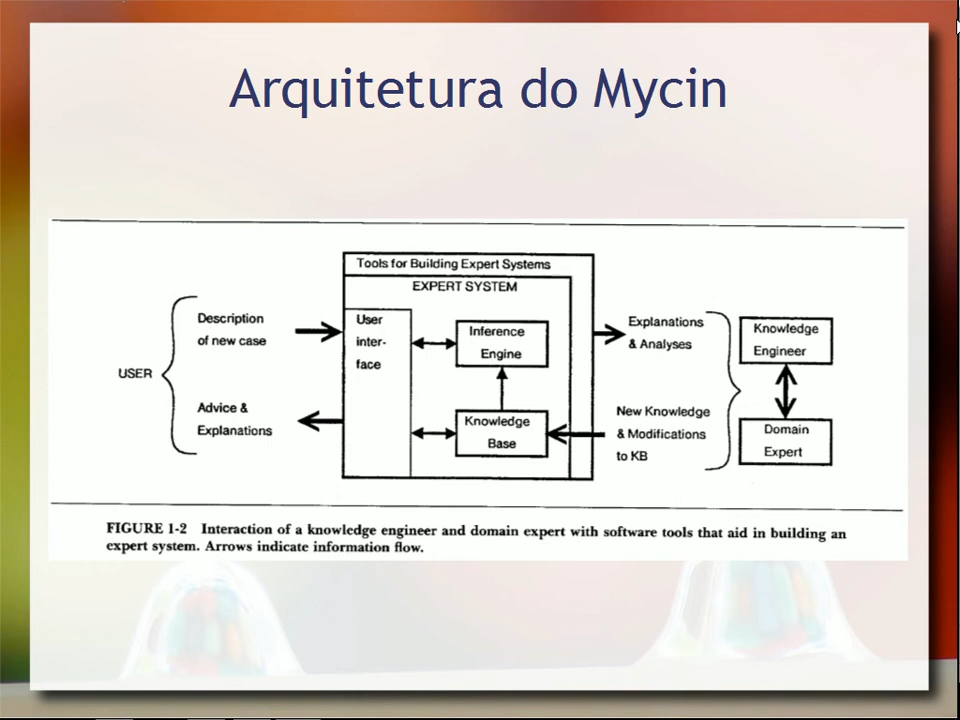 Arquitetura do Mycin
Tools for Building Expert Systems
EXPERT SYSTEM
USER
Description
of new case
Advice &
Explanations
User
inter-
face
Inference
Engine
Knowledge
Base
Explanations
& Analyses
New Knowledge
& Modifications
to KB
Knowledge
Engineer
Domain
Expert
FIGURE 1-2 Interaction of a knowledge engineer and domain expert with software tools that aid in building an
expert system. Arrows indicate information flow.